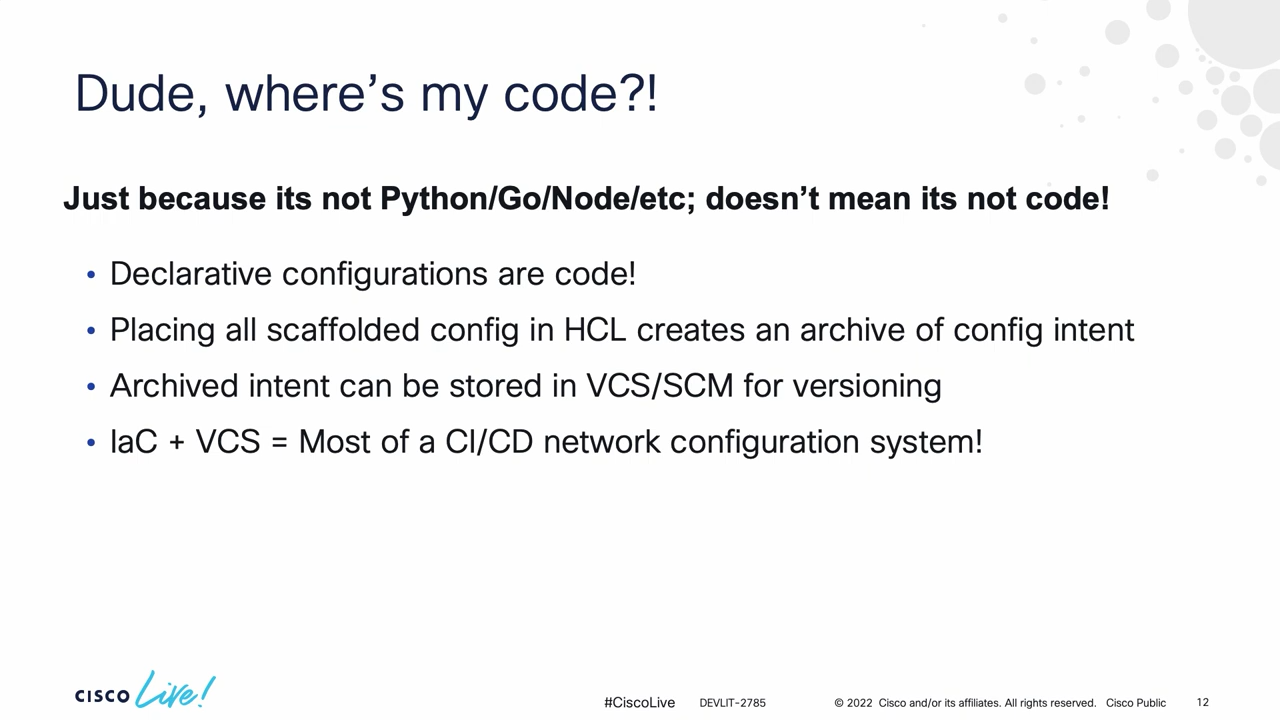 Dude, where’s my code?!
Just because its not Python/Go/Node/etc; doesn’t mean its not code!
• Declarative configurations are code!
• Placing all scaffolded config in HCL creates an archive of config intent
• Archived intent can be stored in VCS/SCM for versioning
• IaC + VCS = Most of a CI/CD network configuration system!
CISCO Live! #CiscoLive DEVLIT-2785 © 2022 Cisco and/or its affiliates. All rights reserved. Cisco Public 12